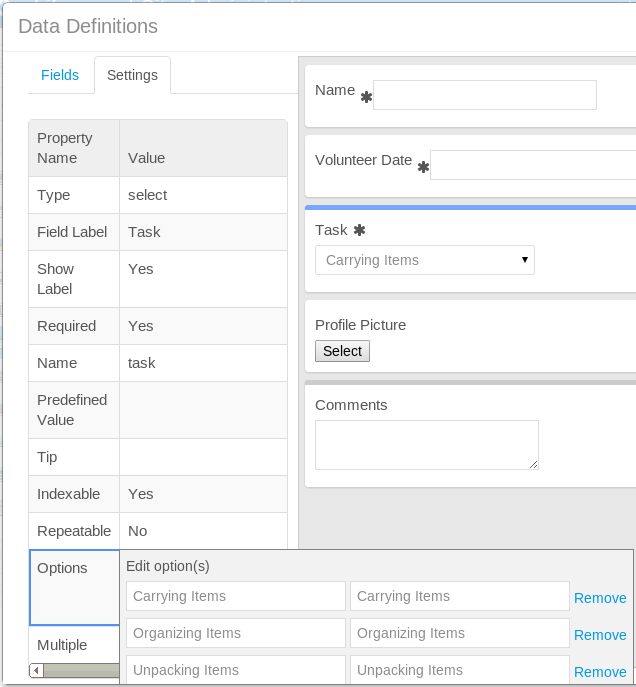 Data Definitions
Fields
Settings
Property Name
Value
Type
select
Field Label
Task
Show Label
Yes
Required
Yes
Name
task
Predefined Value
Tip
Indexable
Yes
Repeatable
No
Options
Multiple
Name ✱
Volunteer Date ✱
Task ✱
Carrying Items
Profile Picture
Select
Comments
Edit option(s)
Carrying Items Carrying Items Remove
Organizing Items Organizing Items Remove
Unpacking Items Unpacking Items Remove